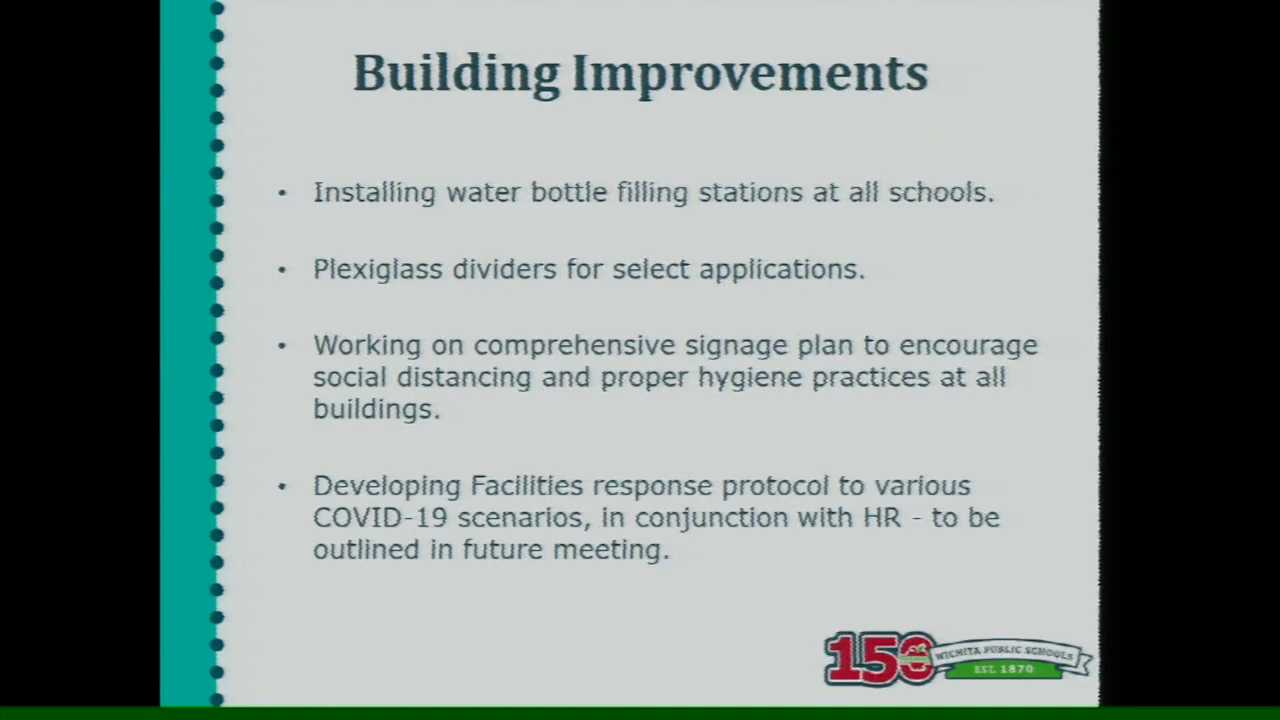 Building Improvements
• Installing water bottle filling stations at all schools.
• Plexiglass dividers for select applications.
• Working on comprehensive signage plan to encourage
social distancing and proper hygiene practices at all
buildings.
• Developing Facilities response protocol to various
COVID-19 scenarios, in conjunction with HR - to be
outlined in future meeting.
150 WICHITA PUBLIC SCHOOLS
EST. 1870